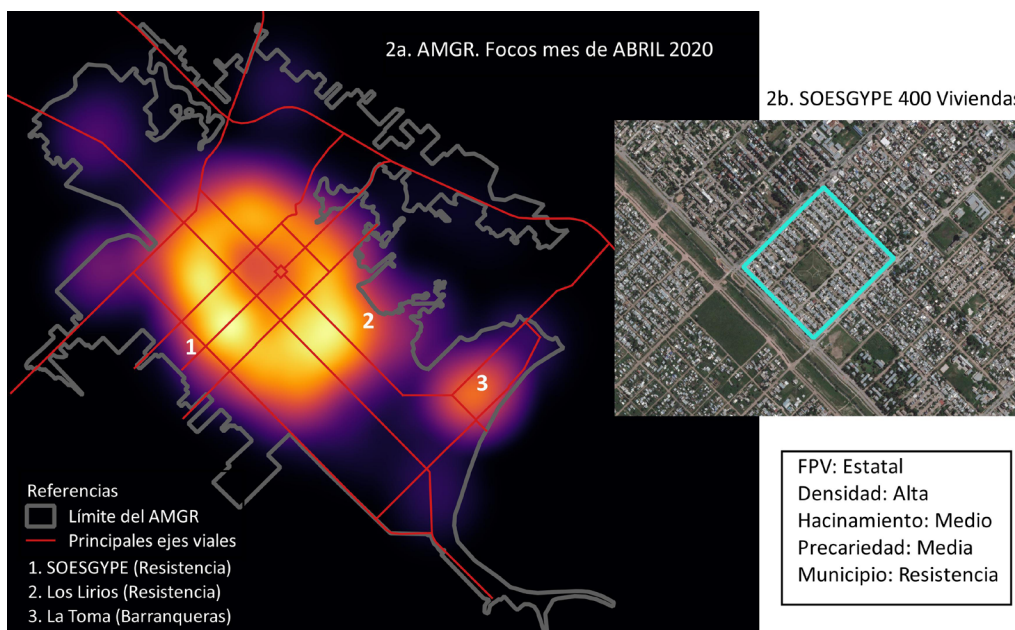 2a. AMGR. Focos mes de ABRIL 2020
2b. SOESGYPE 400 Viviendas
1
2
3
Referencias
Límite del AMGR
Principales ejes viales
1. SOESGYPE (Resistencia)
2. Los Lirios (Resistencia)
3. La Toma (Barranqueras)
FPV: Estatal
Densidad: Alta
Hacinamiento: Medio
Precariedad: Media
Municipio: Resistencia